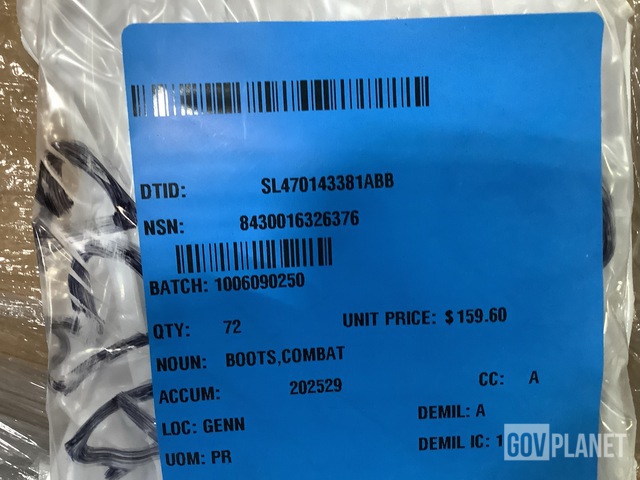 DTID: SL470143381ABB
NSN: 8430016326376
BATCH: 1006090250
QTY: 72 UNIT PRICE: $ 159.60
NOUN: BOOTS,COMBAT
ACCUM: 202529 CC: A
LOC: GENN DEMIL: A
UOM: PR DEMIL IC: 1
GOVPLANET